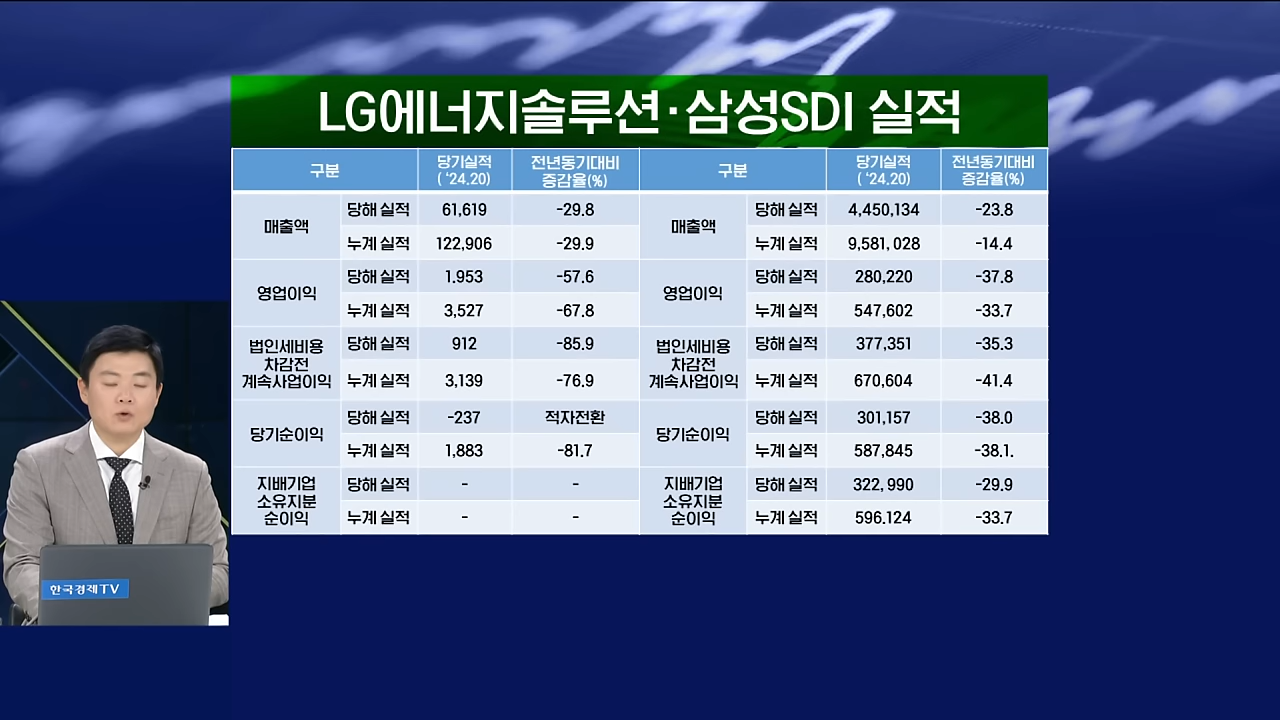 LG에너지솔루션·삼성SDI 실적
구분 당기실적 ( '24.2Q) 전년동기대비 증감율(%) 구분 당기실적 ( '24.2Q) 전년동기대비 증감율(%)
매출액 당해 실적 61,619 -29.8 매출액 당해 실적 4,450,134 -23.8
누계 실적 122,906 -29.9 누계 실적 9,581,028 -14.4
영업이익 당해 실적 1.953 -57.6 영업이익 당해 실적 280,220 -37.8
누계 실적 3,527 -67.8 누계 실적 547,602 -33.7
법인세비용 차감전 계속사업이익 당해 실적 912 -85.9 법인세비용 차감전 계속사업이익 당해 실적 377,351 -35.3
누계 실적 3,139 -76.9 누계 실적 670,604 -41.4
당기순이익 당해 실적 -237 적자전환 당기순이익 당해 실적 301,157 -38.0
누계 실적 1,883 -81.7 누계 실적 587,845 -38.1.
지배기업 소유지분 순이익 당해 실적 - - 지배기업 소유지분 순이익 당해 실적 322,990 -29.9
누계 실적 - - 누계 실적 596.124 -33.7
한국경제TV